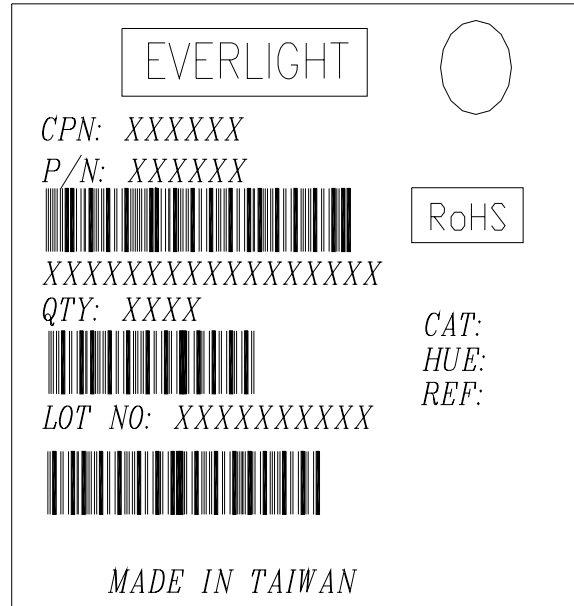 EVERLIGHT
CPN: XXXXXX
P/N: XXXXXX
RoHS
XXXXXXXXXXXXXXXXX
QTY: XXXX
CAT:
HUE:
REF:
LOT NO: XXXXXXXXXX
MADE IN TAIWAN